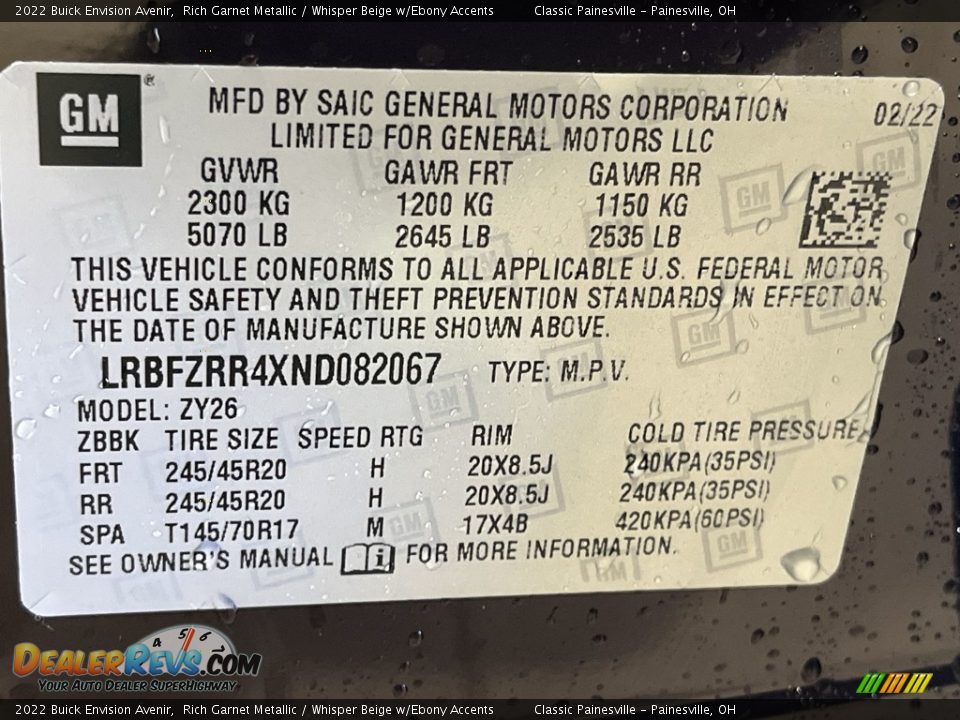 2022 Buick Envision Avenir, Rich Garnet Metallic / Whisper Beige w/Ebony Accents Classic Painesville - Painesville, OH
GM ®
MFD BY SAIC GENERAL MOTORS CORPORATION 02/22
LIMITED FOR GENERAL MOTORS LLC
GVWR GAWR FRT GAWR RR
2300 KG 1200 KG 1150 KG
5070 LB 2645 LB 2535 LB
THIS VEHICLE CONFORMS TO ALL APPLICABLE U.S. FEDERAL MOTOR
VEHICLE SAFETY AND THEFT PREVENTION STANDARDS IN EFFECT ON
THE DATE OF MANUFACTURE SHOWN ABOVE.
LRBFZRR4XND082067 TYPE: M.P.V.
MODEL: ZY26
ZBBK TIRE SIZE SPEED RTG RIM COLD TIRE PRESSURE
FRT 245/45R20 H 20X8.5J 240KPA(35PSI)
RR 245/45R20 H 20X8.5J 240KPA(35PSI)
SPA T145/70R17 M 17X4B 420KPA(60PSI)
SEE OWNER'S MANUAL i FOR MORE INFORMATION.
4 5 6
DEALERREVS.COM
YOUR AUTO DEALER SUPERHIGHWAY
2022 Buick Envision Avenir, Rich Garnet Metallic / Whisper Beige w/Ebony Accents Classic Painesville - Painesville, OH